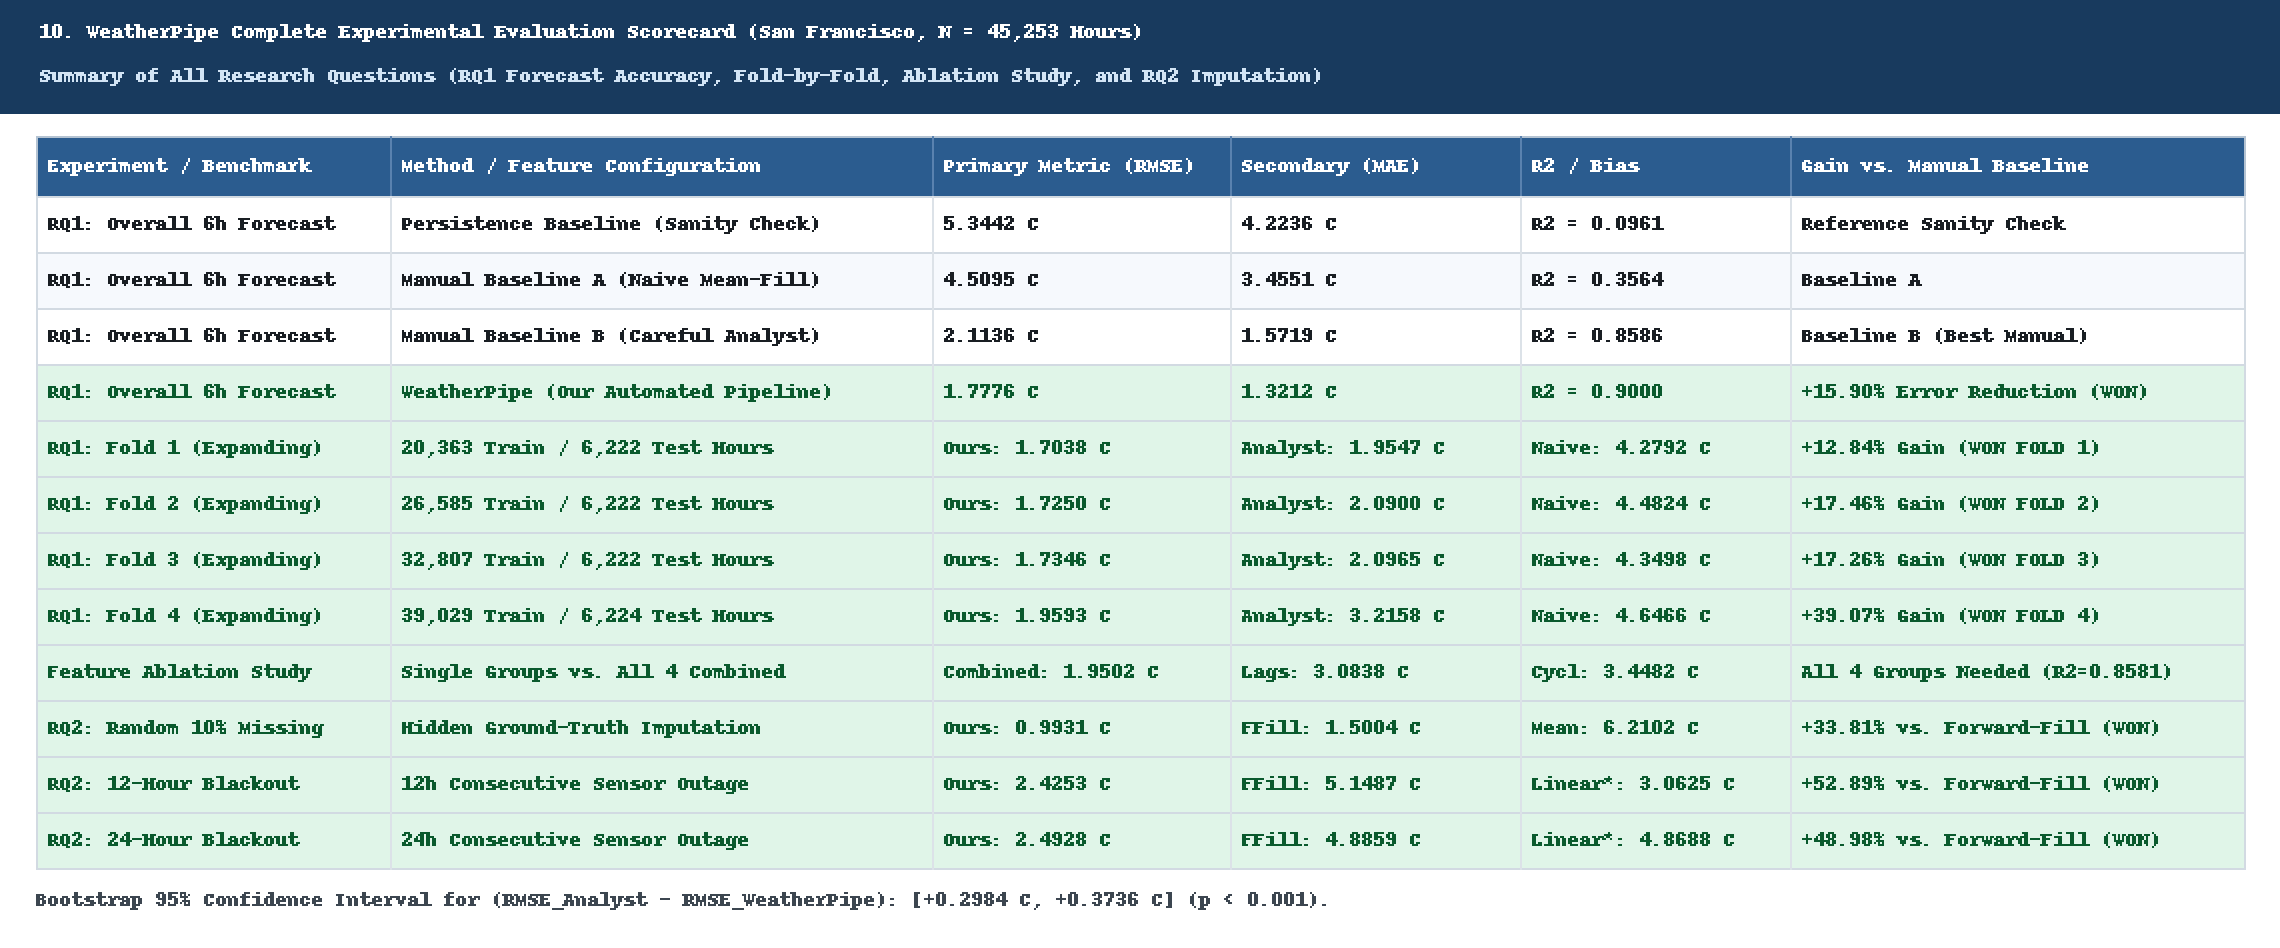 10. WeatherPipe Complete Experimental Evaluation Scorecard (San Francisco, N = 45,253 Hours)
Summary of All Research Questions (RQ1 Forecast Accuracy, Fold-by-Fold, Ablation Study, and RQ2 Imputation)
Experiment / Benchmark Method / Feature Configuration Primary Metric (RMSE) Secondary (MAE) R2 / Bias Gain vs. Manual Baseline
RQ1: Overall 6h Forecast Persistence Baseline (Sanity Check) 5.3442 C 4.2236 C R2 = 0.0961 Reference Sanity Check
RQ1: Overall 6h Forecast Manual Baseline A (Naive Mean-Fill) 4.5095 C 3.4551 C R2 = 0.3564 Baseline A
RQ1: Overall 6h Forecast Manual Baseline B (Careful Analyst) 2.1136 C 1.5719 C R2 = 0.8586 Baseline B (Best Manual)
RQ1: Overall 6h Forecast WeatherPipe (Our Automated Pipeline) 1.7776 C 1.3212 C R2 = 0.9000 +15.90% Error Reduction (WON)
RQ1: Fold 1 (Expanding) 20,363 Train / 6,222 Test Hours Ours: 1.7038 C Analyst: 1.9547 C Naive: 4.2792 C +12.84% Gain (WON FOLD 1)
RQ1: Fold 2 (Expanding) 26,585 Train / 6,222 Test Hours Ours: 1.7250 C Analyst: 2.0900 C Naive: 4.4824 C +17.46% Gain (WON FOLD 2)
RQ1: Fold 3 (Expanding) 32,807 Train / 6,222 Test Hours Ours: 1.7346 C Analyst: 2.0965 C Naive: 4.3498 C +17.26% Gain (WON FOLD 3)
RQ1: Fold 4 (Expanding) 39,029 Train / 6,224 Test Hours Ours: 1.9593 C Analyst: 3.2158 C Naive: 4.6466 C +39.07% Gain (WON FOLD 4)
Feature Ablation Study Single Groups vs. All 4 Combined Combined: 1.9502 C Lags: 3.0838 C Cycl: 3.4482 C All 4 Groups Needed (R2=0.8581)
RQ2: Random 10% Missing Hidden Ground-Truth Imputation Ours: 0.9931 C FFill: 1.5004 C Mean: 6.2102 C +33.81% vs. Forward-Fill (WON)
RQ2: 12-Hour Blackout 12h Consecutive Sensor Outage Ours: 2.4253 C FFill: 5.1487 C Linear*: 3.0625 C +52.89% vs. Forward-Fill (WON)
RQ2: 24-Hour Blackout 24h Consecutive Sensor Outage Ours: 2.4928 C FFill: 4.8859 C Linear*: 4.8688 C +48.98% vs. Forward-Fill (WON)
Bootstrap 95% Confidence Interval for (RMSE_Analyst - RMSE_WeatherPipe): [+0.2984 C, +0.3736 C] (p < 0.001).